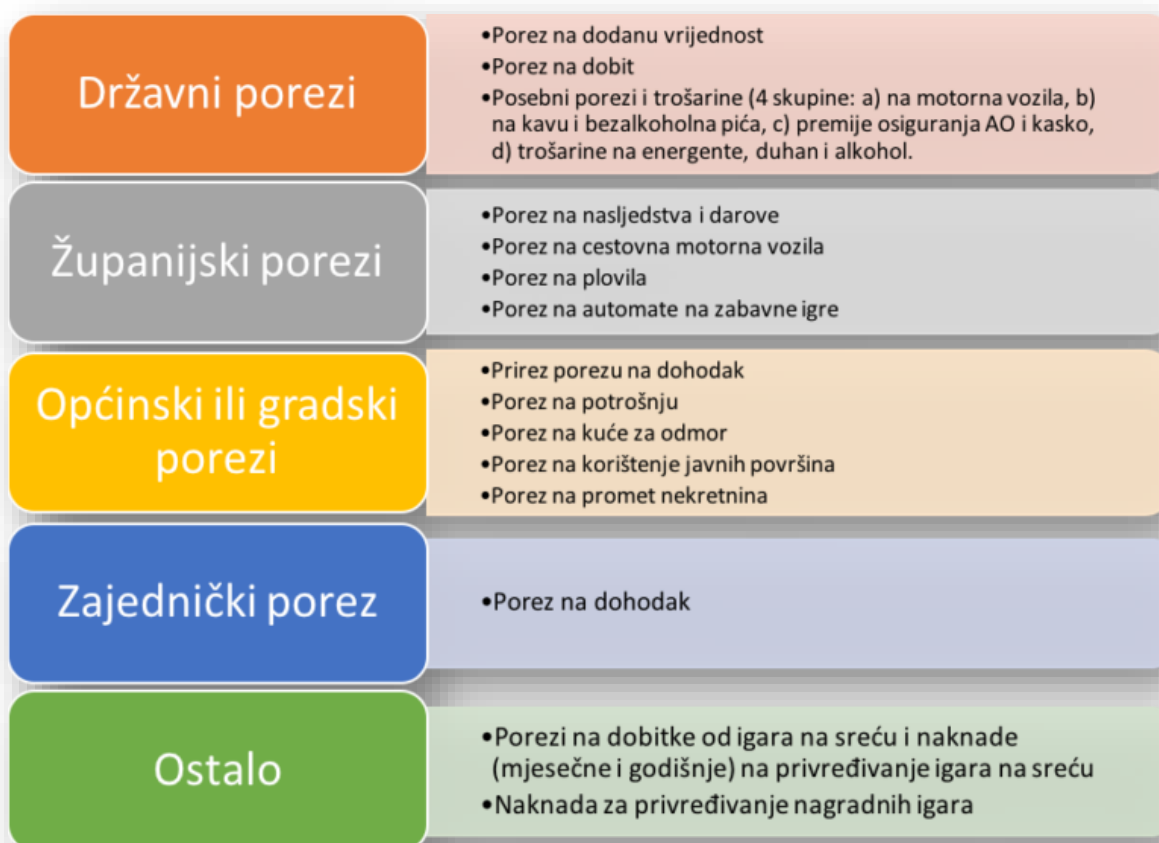 Državni porezi
•Porez na dodanu vrijednost
•Porez na dobit
•Posebni porezi i trošarine (4 skupine: a) na motorna vozila, b)
na kavu i bezalkoholna pića, c) premije osiguranja AO i kasko,
d) trošarine na energente, duhan i alkohol.
Županijski porezi
•Porez na nasljedstva i darove
•Porez na cestovna motorna vozila
•Porez na plovila
•Porez na automate na zabavne igre
Općinski ili gradski
porezi
•Prirez porezu na dohodak
•Porez na potrošnju
•Porez na kuće za odmor
•Porez na korištenje javnih površina
•Porez na promet nekretnina
Zajednički porez
•Porez na dohodak
Ostalo
•Porezi na dobitke od igara na sreću i naknade
(mjesečne i godišnje) na privređivanje igara na sreću
•Naknada za privređivanje nagradnih igara